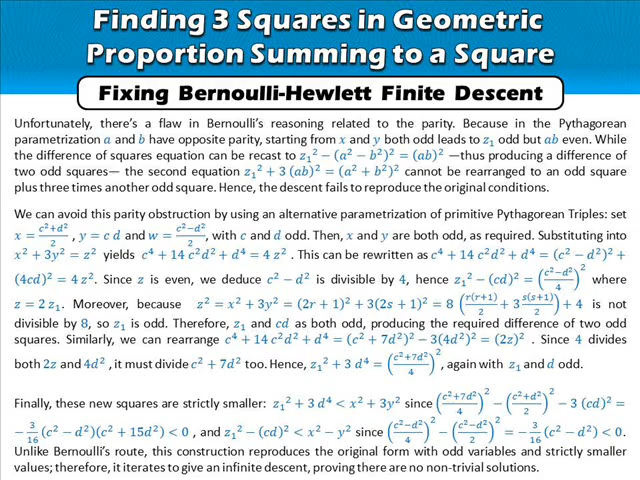 Finding 3 Squares in Geometric
Proportion Summing to a Square
Fixing Bernoulli-Hewlett Finite Descent
Unfortunately, there's a flaw in Bernoulli's reasoning related to the parity. Because in the Pythagorean
parametrization a and b have opposite parity, starting from x and y both odd leads to z₁ odd but ab even. While
the difference of squares equation can be recast to z₁² − (a² − b²)² = (ab)² —thus producing a difference of
two odd squares— the second equation z₁² + 3 (ab)² = (a² + b²)² cannot be rearranged to an odd square
plus three times another odd square. Hence, the descent fails to reproduce the original conditions.
We can avoid this parity obstruction by using an alternative parametrization of primitive Pythagorean Triples: set
x = (c²+d²)/2 , y = c d and w = (c²−d²)/2, with c and d odd. Then, x and y are both odd, as required. Substituting into
x² + 3y² = z² yields c⁴ + 14 c²d² + d⁴ = 4 z². This can be rewritten as c⁴ + 14 c²d² + d⁴ = (c² − d²)² +
(4cd)² = 4 z². Since z is even, we deduce c² − d² is divisible by 4, hence z₁² − (cd)² = ((c²−d²)/4)² where
z = 2 z₁. Moreover, because z² = x² + 3y² = (2r + 1)² + 3(2s + 1)² = 8 (r(r+1)/2 + 3 s(s+1)/2) + 4 is not
divisible by 8, so z₁ is odd. Therefore, z₁ and cd as both odd, producing the required difference of two odd
squares. Similarly, we can rearrange c⁴ + 14 c²d² + d⁴ = (c² + 7d²)² − 3(4d²)² = (2z)². Since 4 divides
both 2z and 4d², it must divide c² + 7d² too. Hence, z₁² + 3 d⁴ = ((c²+7d²)/4)², again with z₁ and d odd.
Finally, these new squares are strictly smaller: z₁² + 3 d⁴ < x² + 3y² since ((c²+7d²)/4)² − ((c²+d²)/2)² − 3 (cd)² =
−3/16 (c² − d²)(c² + 15d²) < 0 , and z₁² − (cd)² < x² − y² since ((c²−d²)/4)² − ((c²−d²)/2)² = −3/16 (c² − d²) < 0.
Unlike Bernoulli's route, this construction reproduces the original form with odd variables and strictly smaller
values; therefore, it iterates to give an infinite descent, proving there are no non-trivial solutions.